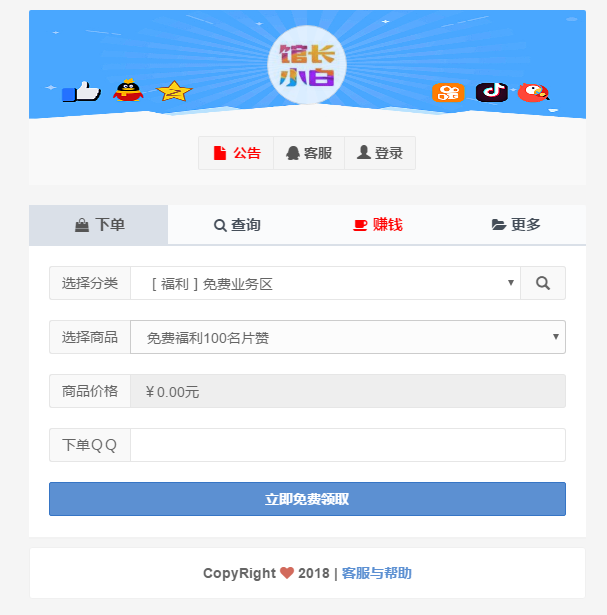 馆长
小白
公告 客服 登录
下单 查询 赚钱 更多
选择分类 [ 福利 ] 免费业务区
选择商品 免费福利100名片赞
商品价格 ￥0.00元
下单ＱＱ
立即免费领取
CopyRight ❤ 2018 | 客服与帮助